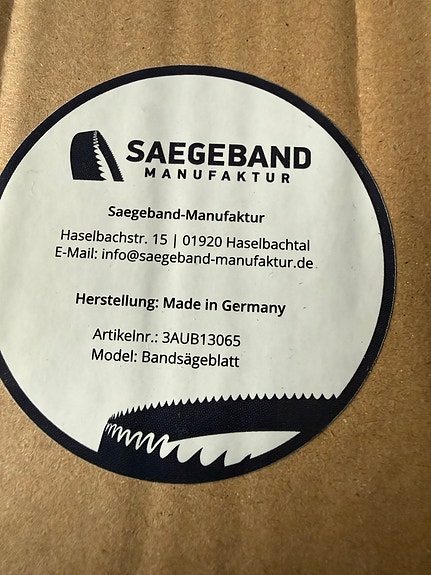 SAEGEBAND
MANUFAKTUR
Saegeband-Manufaktur
Haselbachstr. 15 | 01920 Haselbachtal
E-Mail: info@saegeband-manufaktur.de
Herstellung: Made in Germany
Artikelnr.: 3AUB13065
Model: Bandsägeblatt